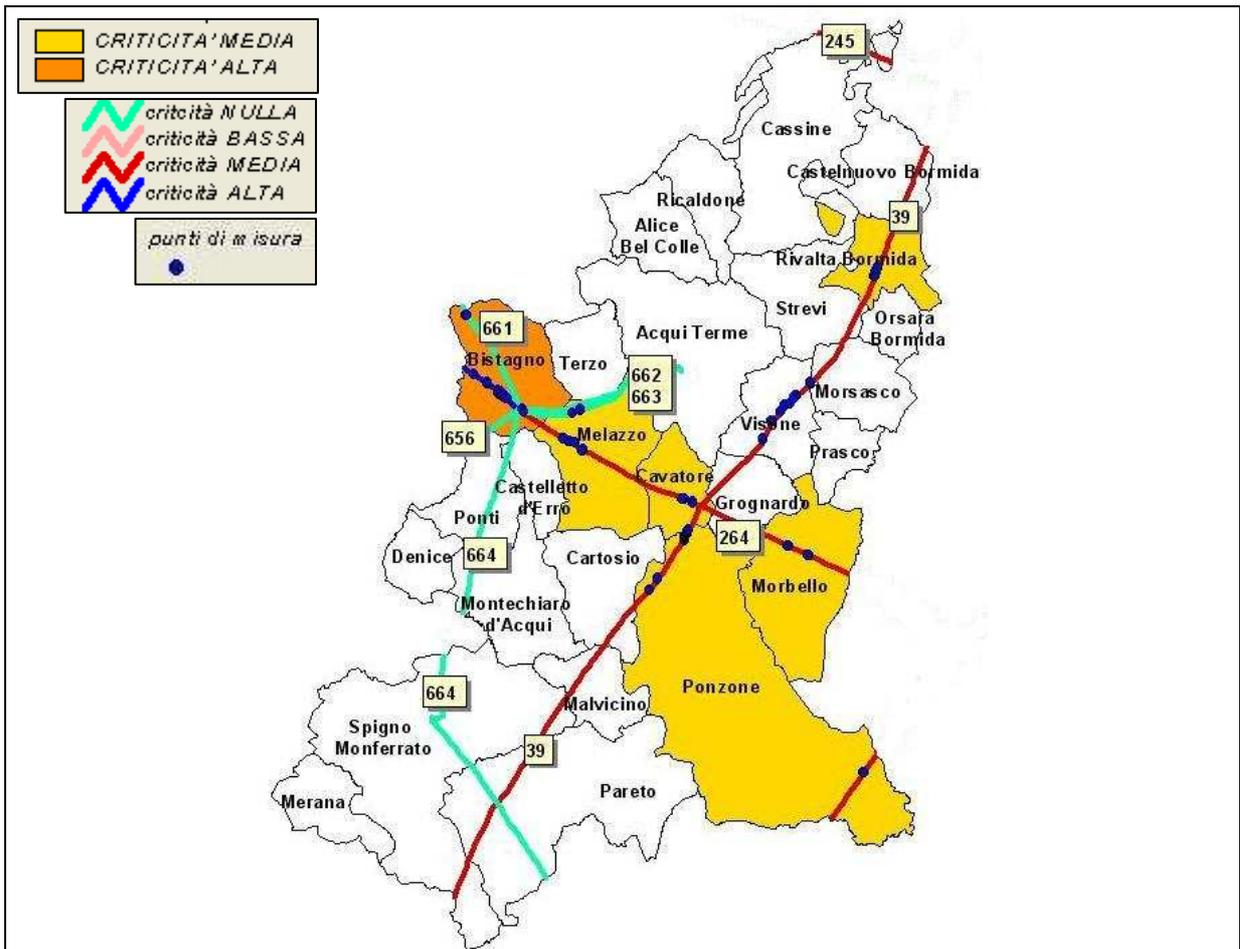 CRITICITA' MEDIA
CRITICITA' ALTA
critcità NULLA
criticità BASSA
criticità MEDIA
criticità ALTA
punti di misura
245
Cassine
Castelnuovo Bormida
Ricaldone
39
Alice
Bel Colle
Rivalta Bormida
Strevi
Orsara
Bormida
661
Acqui Terme
Bistagno
Terzo
662
663
Morsasco
Visone
656
Melazzo
Prasco
Cavatore
Castelletto
d'Erro
Grognardo
Ponti
264
Denice
664
Cartosio
Morbello
Montechiaro
d'Acqui
664
Ponzone
Malvicino
Spigno
Monferrato
39
Pareto
Merana